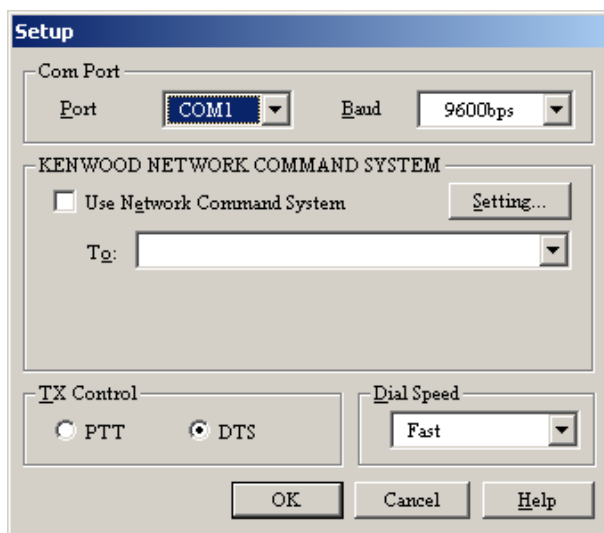 Setup
Com Port
Port COM1 Baud 9600bps
KENWOOD NETWORK COMMAND SYSTEM
Use Network Command System Setting...
To:
TX Control Dial Speed
PTT DTS Fast
OK Cancel Help